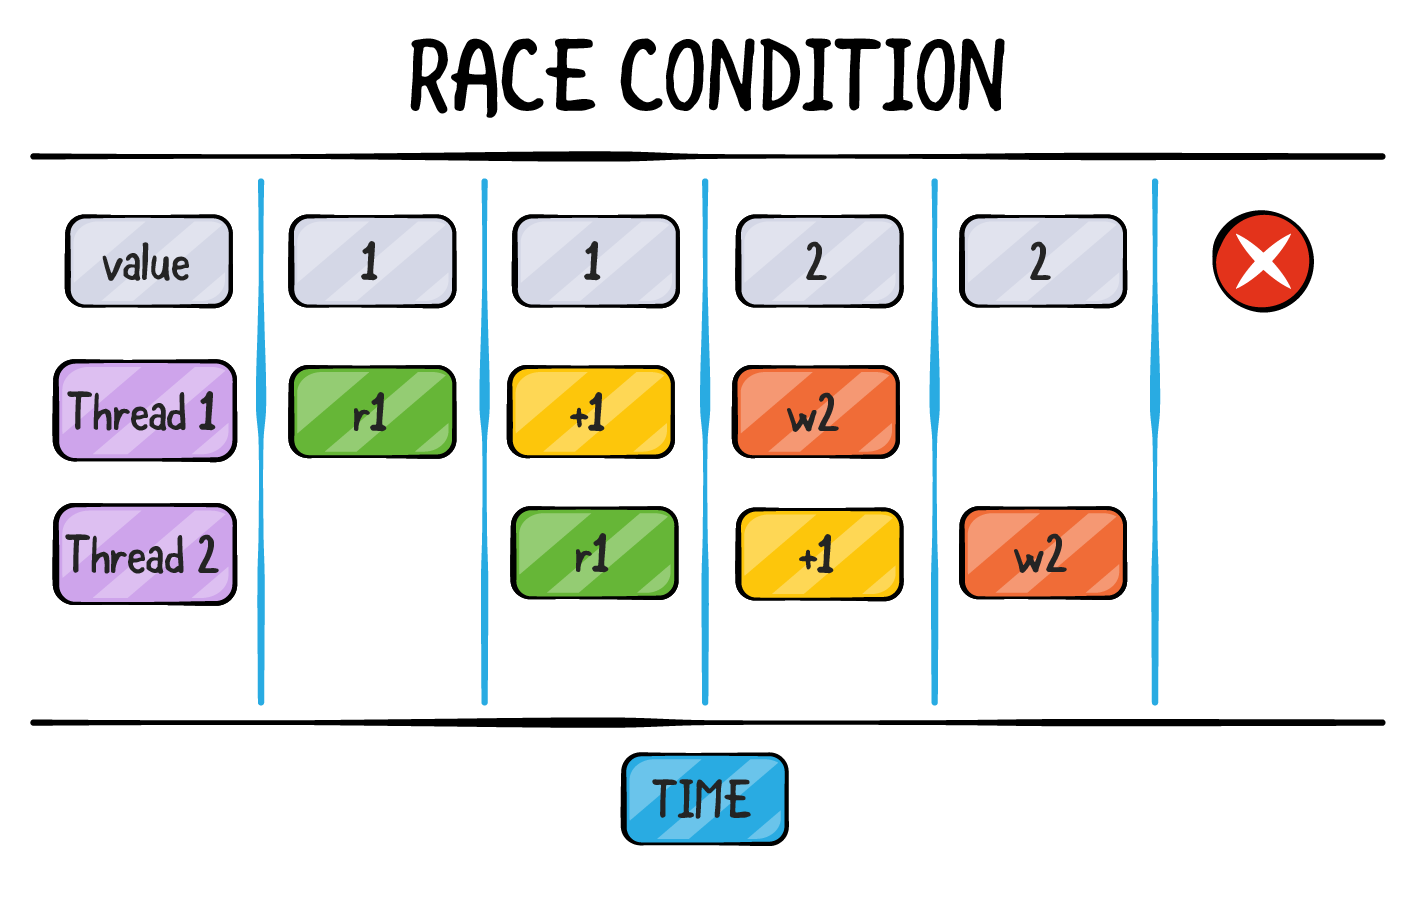 RACE CONDITION
value 1 1 2 2
Thread 1 r1 +1 w2
Thread 2 r1 +1 w2
TIME